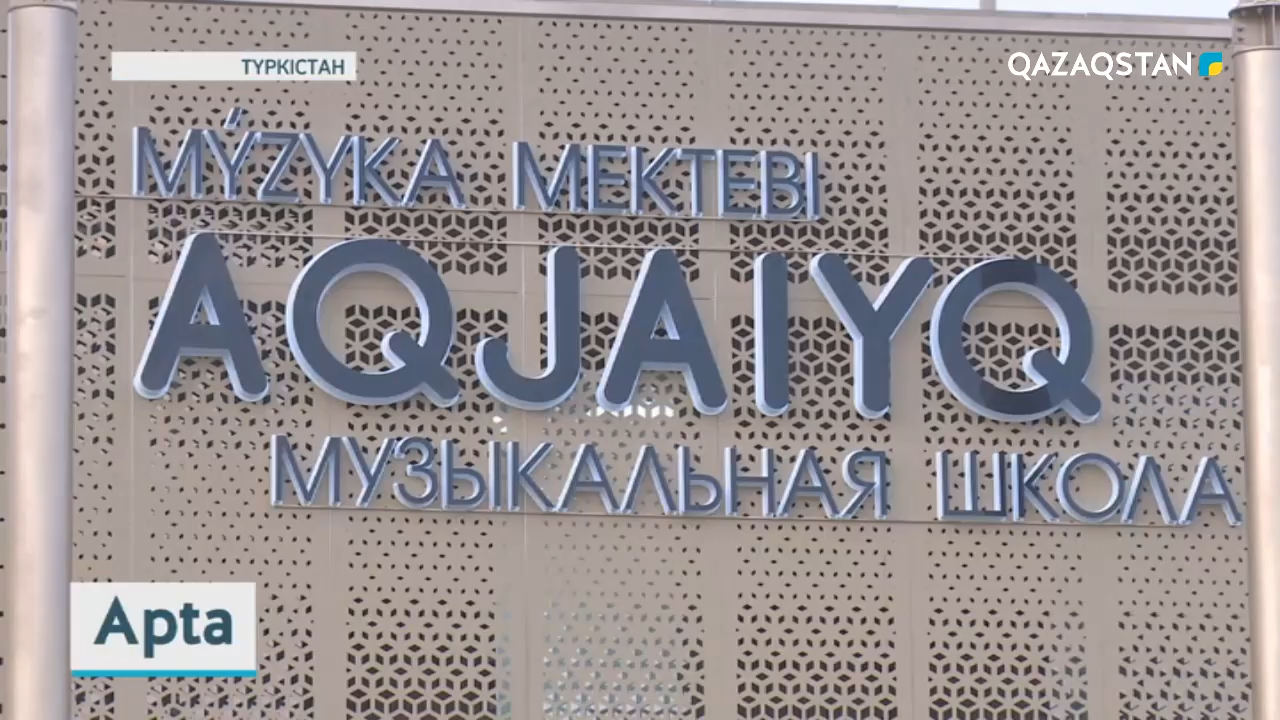 ТҮРКІСТАН
QAZAQSTAN
MÝZYKA MEKTEBI
AQJAIYQ
МУЗЫКАЛЬНАЯ ШКОЛА
Apta